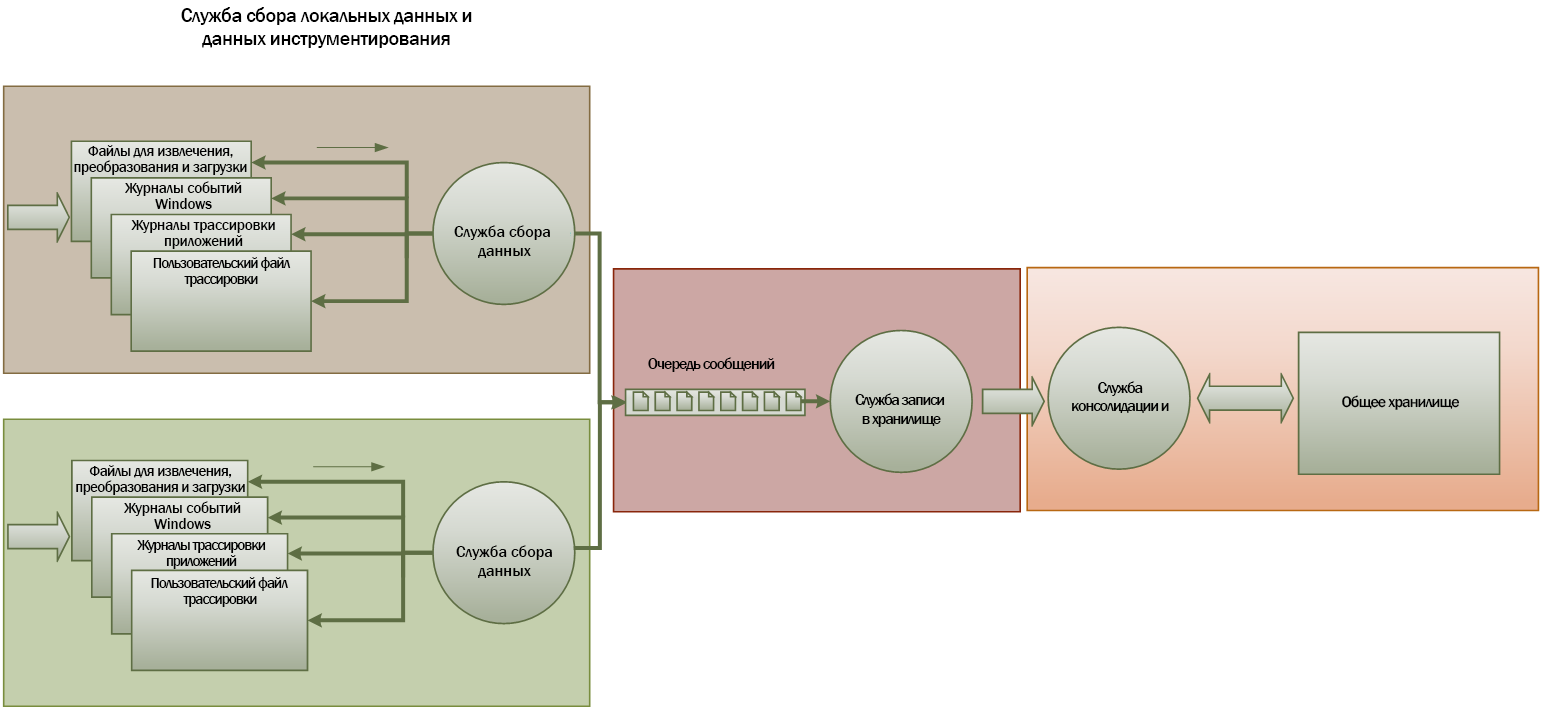 Служба сбора локальных данных и
данных инструментирования
Файлы для извлечения,
преобразования и загрузки
Журналы событий
Windows
Журналы трассировки
приложений
Пользовательский файл
трассировки
Служба сбора
данных
Очередь сообщений
Служба записи
в хранилище
Служба
консолидации и
Общее хранилище
Файлы для извлечения,
преобразования и загрузки
Журналы событий
Windows
Журналы трассировки
приложений
Пользовательский файл
трассировки
Служба сбора
данных